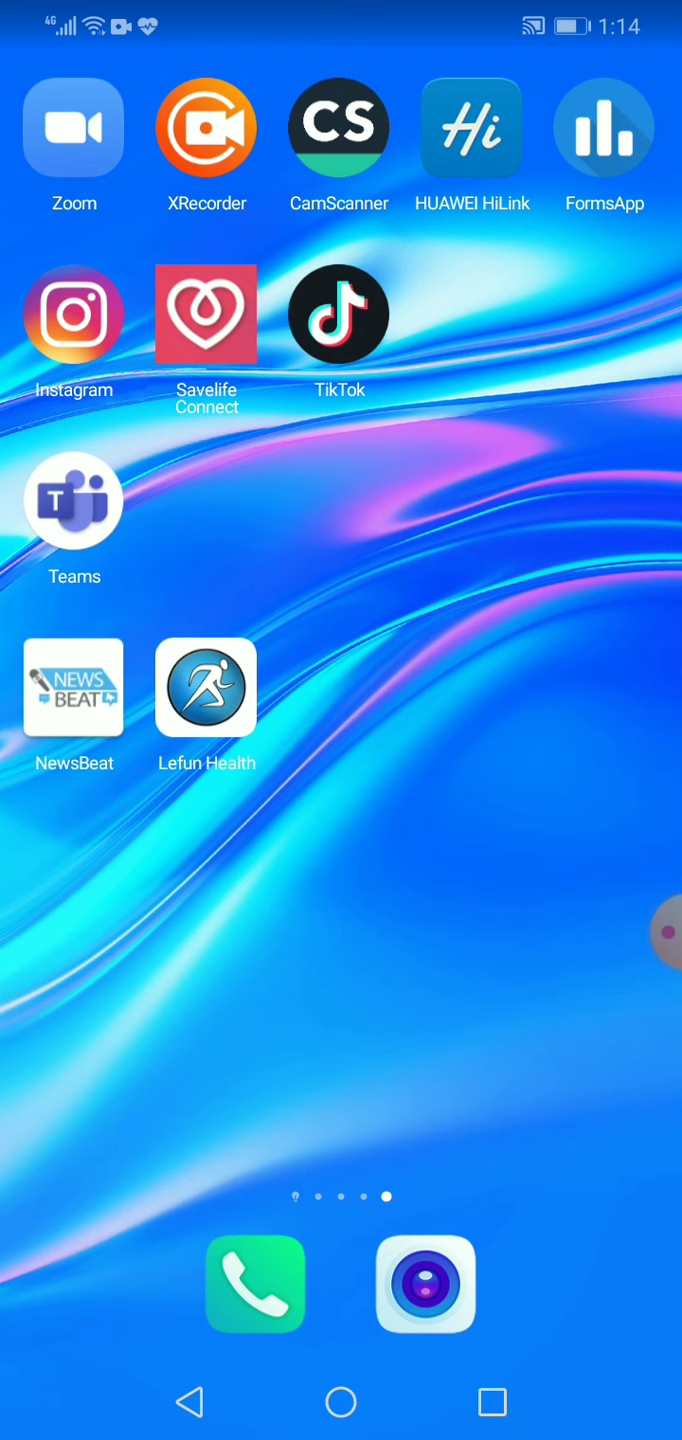 4G 1:14
CS
Hi
Zoom XRecorder CamScanner HUAWEI HiLink FormsApp
Instagram Savelife Connect TikTok
T
Teams
NEWS
BEAT
NewsBeat Lefun Health